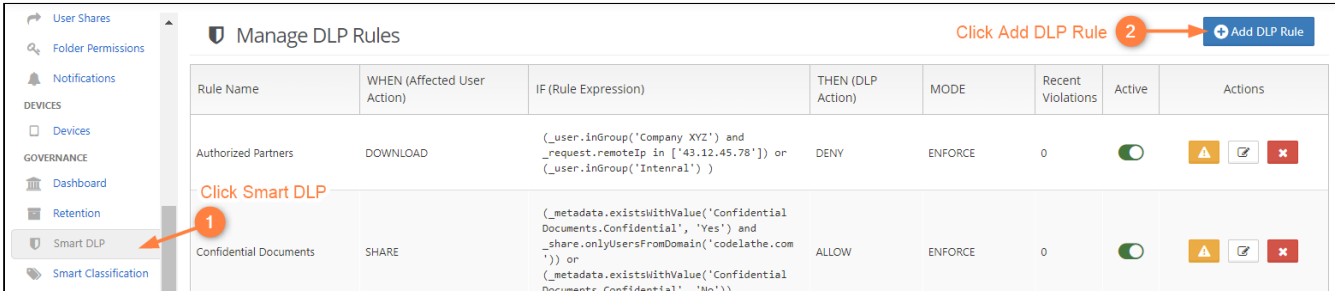 User Shares
Folder Permissions
Notifications
DEVICES
Devices
GOVERNANCE
Dashboard
Retention
Smart DLP
Smart Classification
Click Smart DLP
1
Manage DLP Rules
Click Add DLP Rule
2
Add DLP Rule
Rule Name
WHEN (Affected User
Action)
IF (Rule Expression)
THEN (DLP
Action)
MODE
Recent
Violations
Active
Actions
Authorized Partners
DOWNLOAD
(_user.inGroup('Company XYZ') and
_request.remoteIp in ['43.12.45.78']) or
(_user.inGroup('Intenral') )
DENY
ENFORCE
0
Confidential Documents
SHARE
(_metadata.existsWithValue('Confidential
Documents.Confidential', 'Yes') and
_share.onlyUsersFromDomain('codelathe.com
')) or
(_metadata.existsWithValue('Confidential
Documents.Confidential', 'No'))
ALLOW
ENFORCE
0